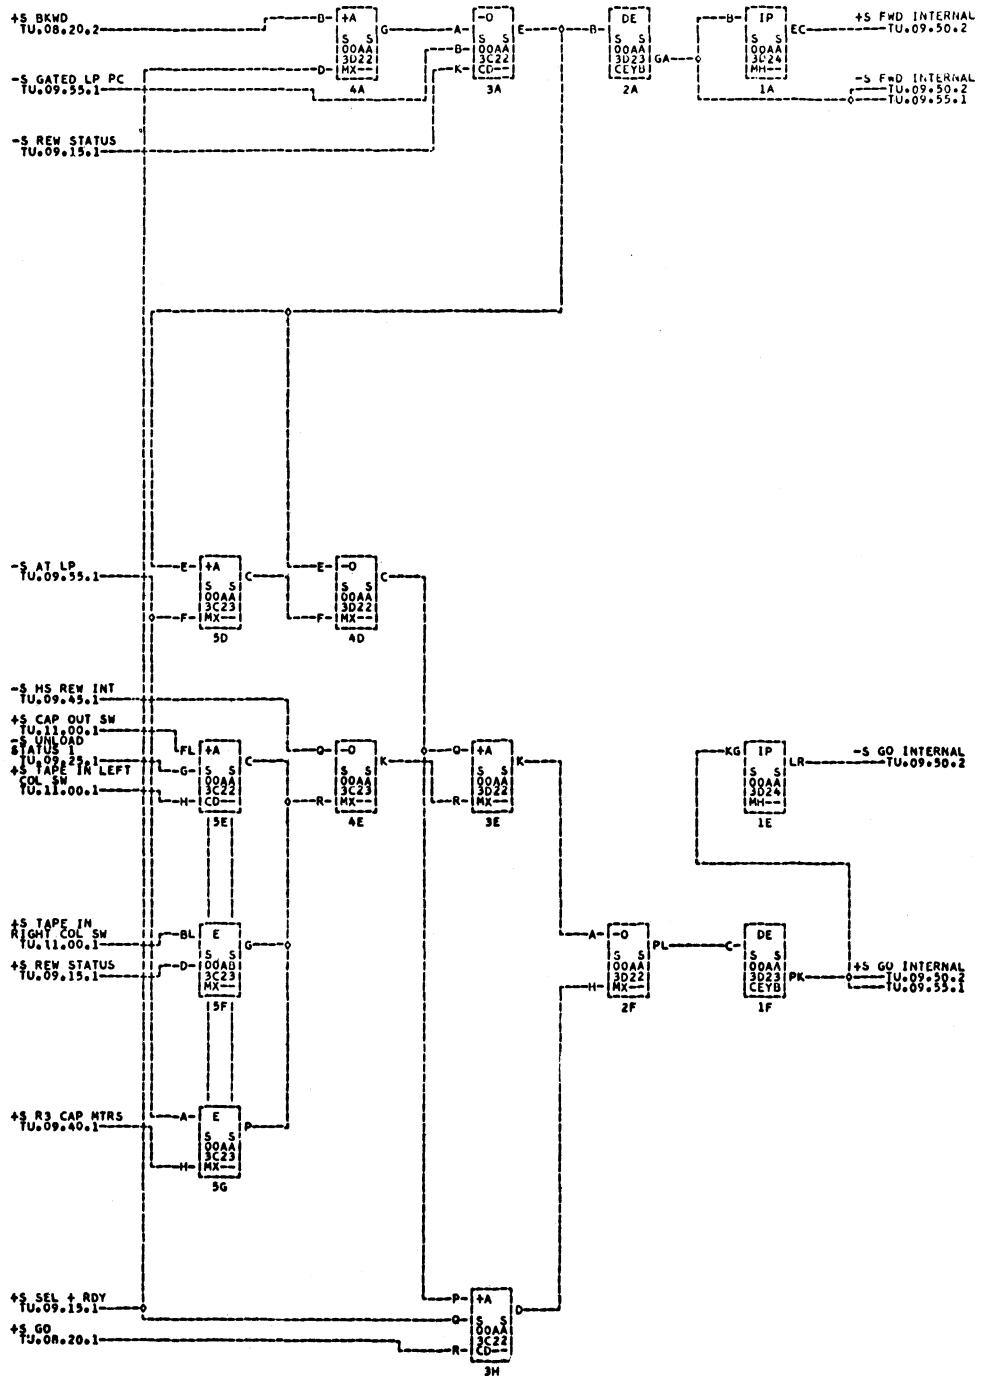 +S BKWD
TU.08.20.2
-S GATED LP PC
TU.09.55.1
-S REW STATUS
TU.09.15.1
B
D
+A
S S
00AA
3D22
MX--
4A
G
A
B
K
-O
S S
00AA
3C22
CD--
3A
E
B
DE
S S
00AA
3D23
CEYB
2A
GA
B
IP
S S
00AA
3D24
MH--
1A
EC
+S FWD INTERNAL
TU.09.50.2
-S FWD INTERNAL
TU.09.50.2
TU.09.55.1
-S AT LP
TU.09.55.1
E
F
+A
S S
00AA
3C23
MX--
5D
C
E
F
-O
S S
00AA
3D22
MX--
4D
C
-S HS REW INT
TU.09.45.1
+S CAP OUT SW
TU.11.00.1
-S UNLOAD
STATUS 1
TU.09.25.1
+S TAPE IN LEFT
COL SW
TU.11.00.1
FL
G
H
+A
S S
00AA
3C22
CD--
5E
C
Q
R
-O
S S
00AA
3C23
MX--
4E
K
Q
R
+A
S S
00AA
3D22
MX--
3E
K
KG
IP
S S
00AA
3D24
MH--
1E
LR
-S GO INTERNAL
TU.09.50.2
+S TAPE IN
RIGHT COL SW
TU.11.00.1
+S REW STATUS
TU.09.15.1
BL
D
E
S S
00AB
3C23
MX--
5F
G
A
H
-O
S S
00AA
3D22
MX--
2F
PL
C
DE
S S
00AA
3D23
CEYB
1F
PK
+S GO INTERNAL
TU.09.50.2
TU.09.55.1
+S R3 CAP MTRS
TU.09.40.1
A
H
E
S S
00AA
3C23
MX--
5G
P
+S SEL + RDY
TU.09.15.1
+S GO
TU.08.20.1
P
Q
R
+A
S S
00AA
3C22
CD--
3H
D